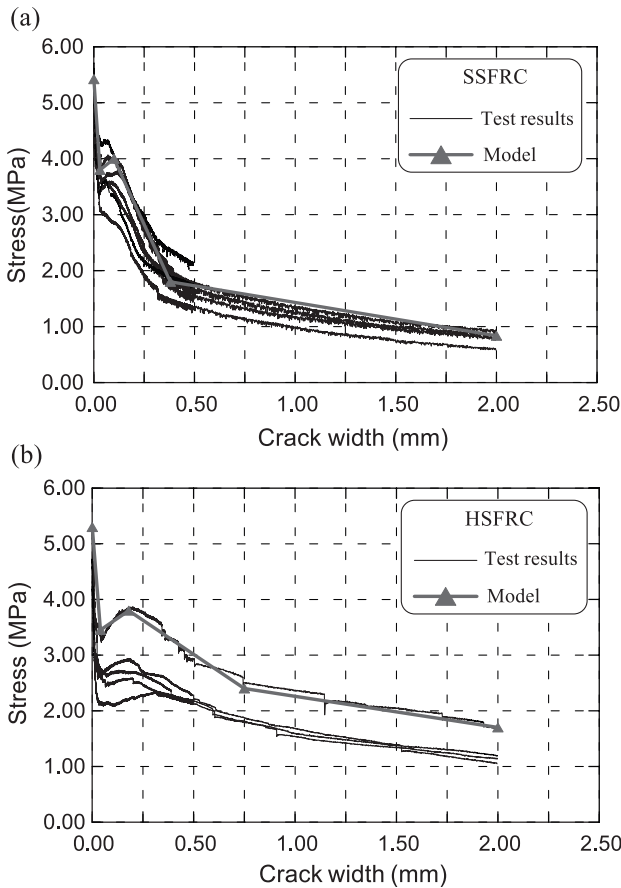 (a)
6.00
5.00
4.00
3.00
2.00
1.00
0.00
Stress(MPa)
SSFRC
Test results
Model
0.00 0.50 1.00 1.50 2.00 2.50
Crack width (mm)
(b)
6.00
5.00
4.00
3.00
2.00
1.00
0.00
Stress (MPa)
HSFRC
Test results
Model
0.00 0.50 1.00 1.50 2.00 2.50
Crack width (mm)